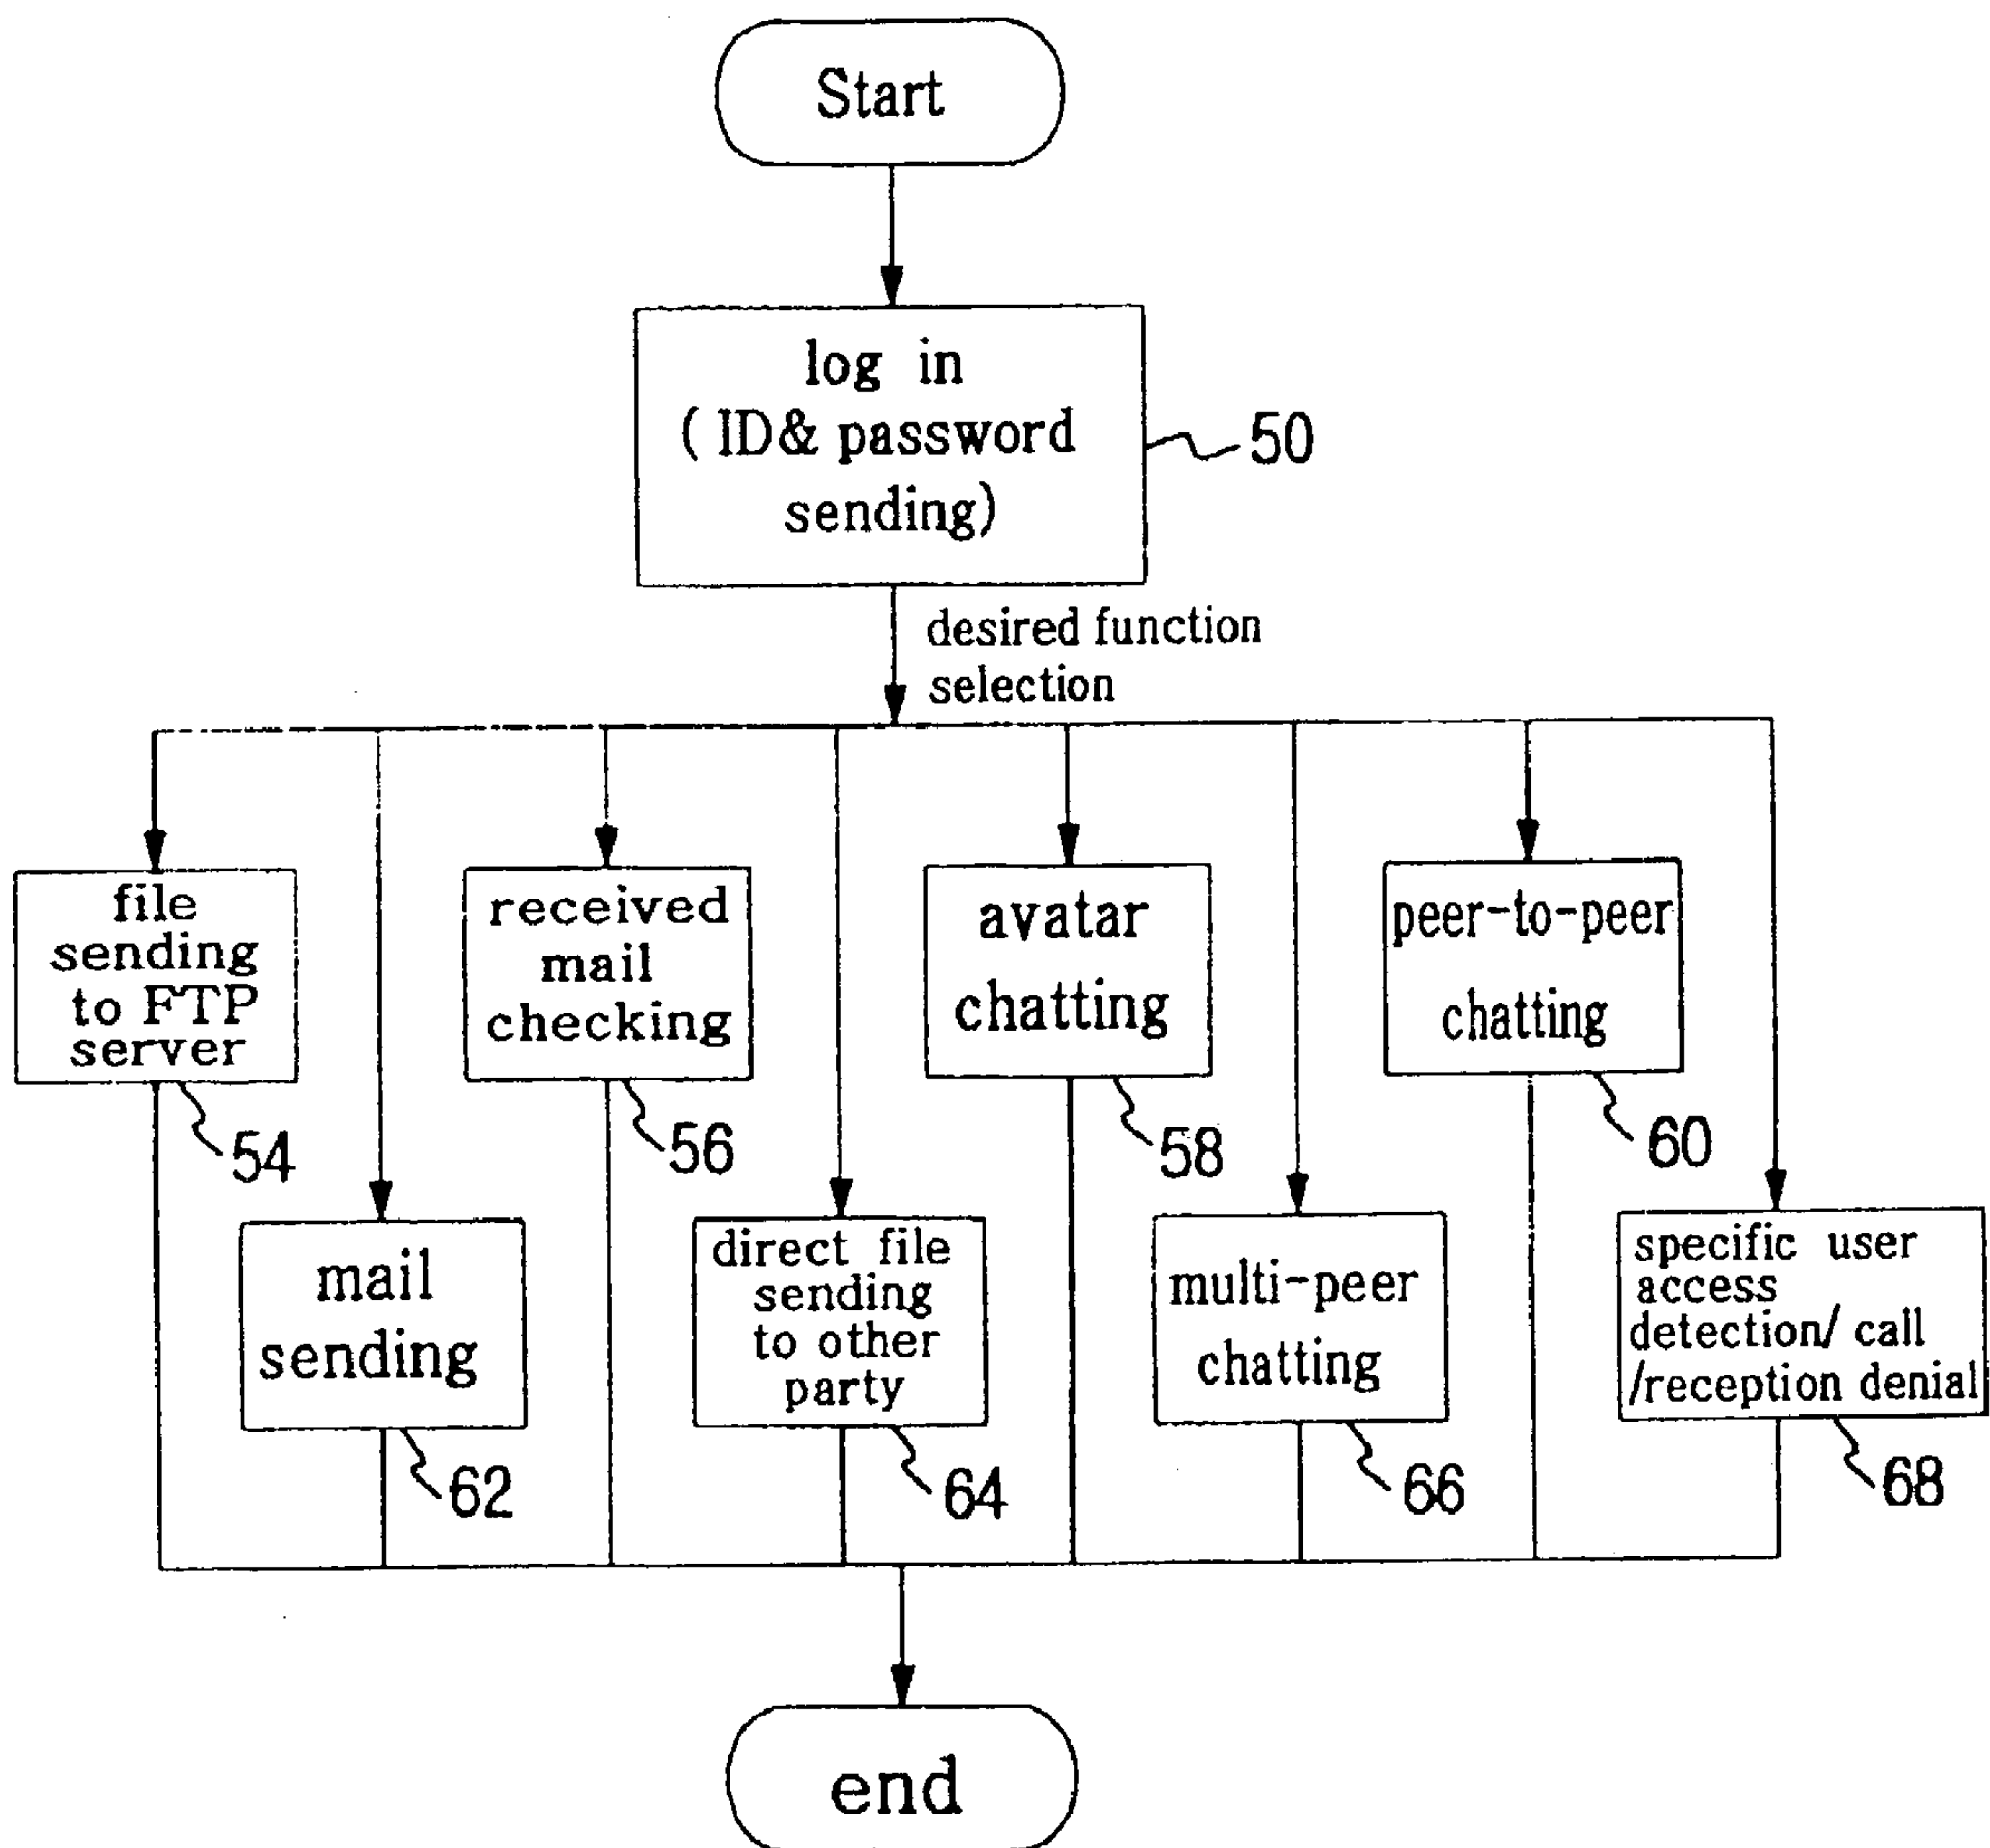 Start
log in
( ID& password
sending)
50
desired function
selection
file
sending
to FTP
server
54
received
mail
checking
56
avatar
chatting
58
peer-to-peer
chatting
60
mail
sending
62
direct file
sending
to other
party
64
multi-peer
chatting
66
specific user
access
detection/ call
/reception denial
68
end